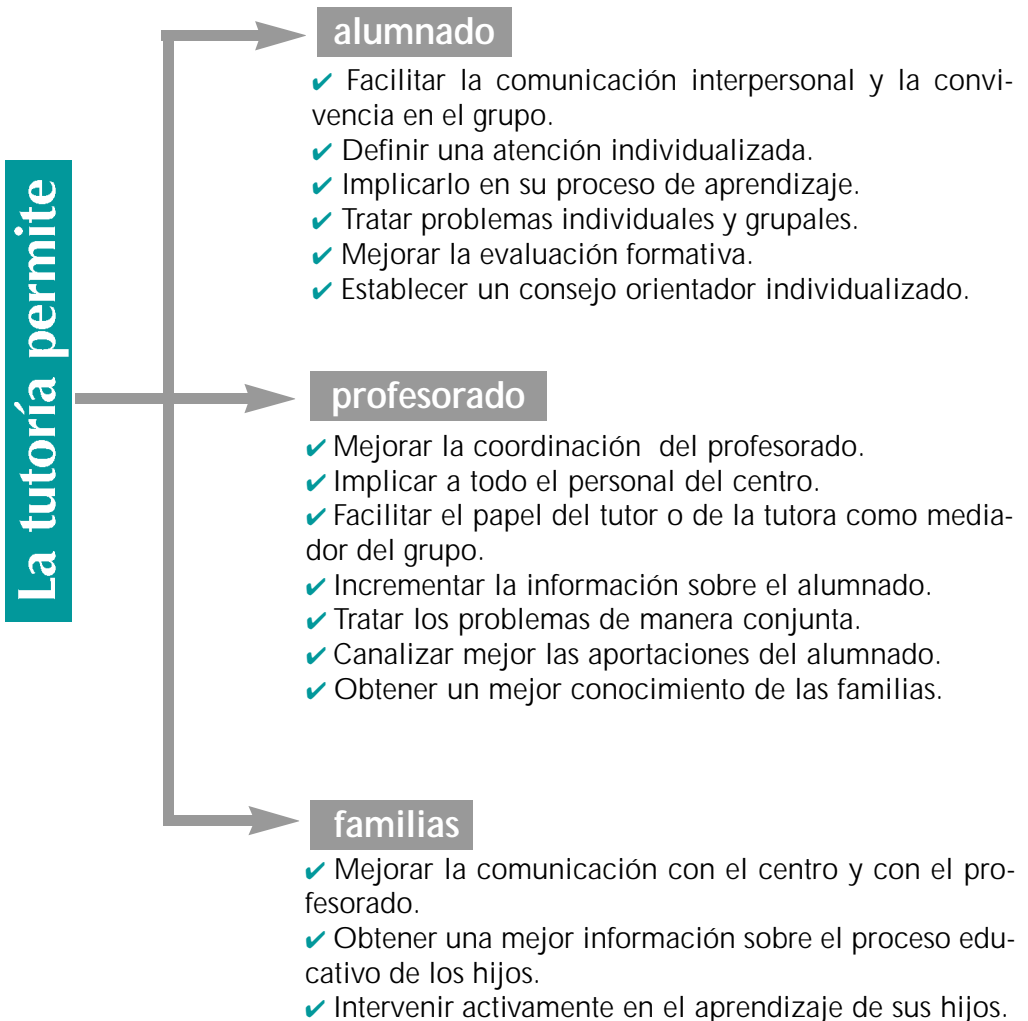 La tutoría permite
alumnado
✔ Facilitar la comunicación interpersonal y la convi-
vencia en el grupo.
✔ Definir una atención individualizada.
✔ Implicarlo en su proceso de aprendizaje.
✔ Tratar problemas individuales y grupales.
✔ Mejorar la evaluación formativa.
✔ Establecer un consejo orientador individualizado.
profesorado
✔ Mejorar la coordinación del profesorado.
✔ Implicar a todo el personal del centro.
✔ Facilitar el papel del tutor o de la tutora como media-
dor del grupo.
✔ Incrementar la información sobre el alumnado.
✔ Tratar los problemas de manera conjunta.
✔ Canalizar mejor las aportaciones del alumnado.
✔ Obtener un mejor conocimiento de las familias.
familias
✔ Mejorar la comunicación con el centro y con el pro-
fesorado.
✔ Obtener una mejor información sobre el proceso edu-
cativo de los hijos.
✔ Intervenir activamente en el aprendizaje de sus hijos.